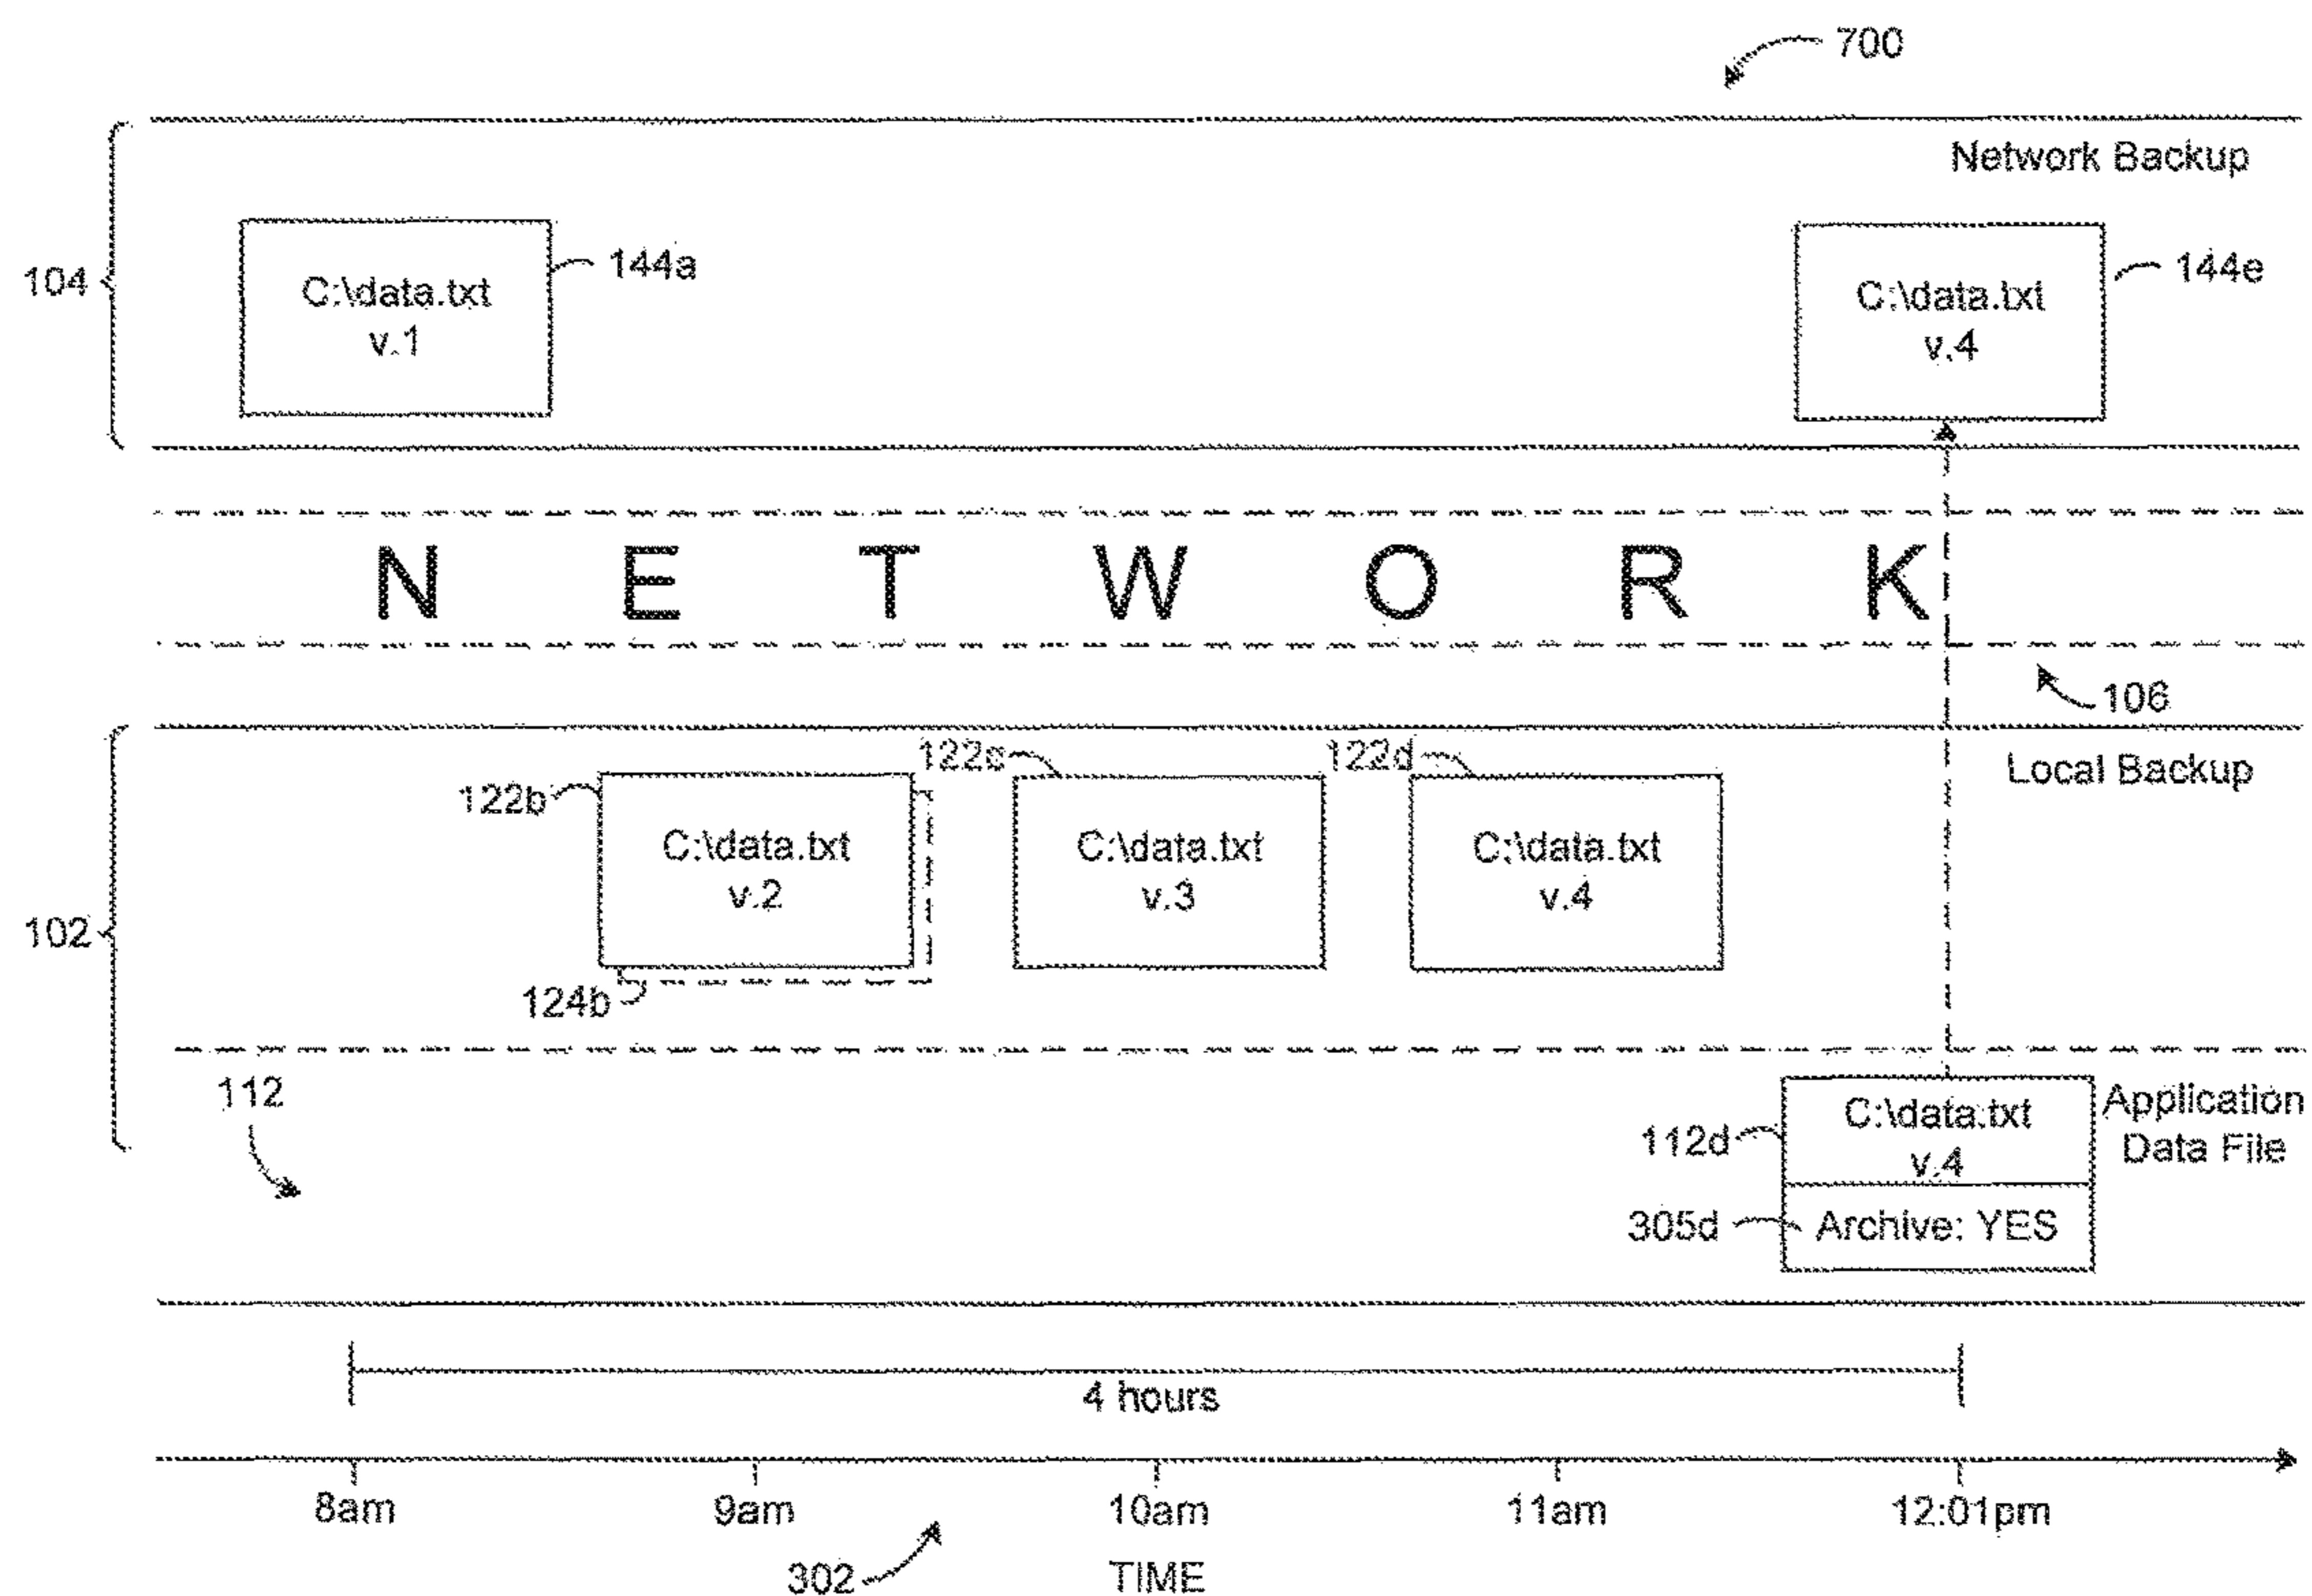 700
Network Backup
104
C:\data.txt
v.1
144a
C:\data.txt
v.4
144e
N E T W O R K
106
Local Backup
102
122b
C:\data.txt
v.2
124b
122c
C:\data.txt
v.3
122d
C:\data.txt
v.4
112
112d
C:\data.txt
v.4
Application
Data File
305d
Archive: YES
4 hours
8am 9am 10am 11am 12:01pm
302
TIME